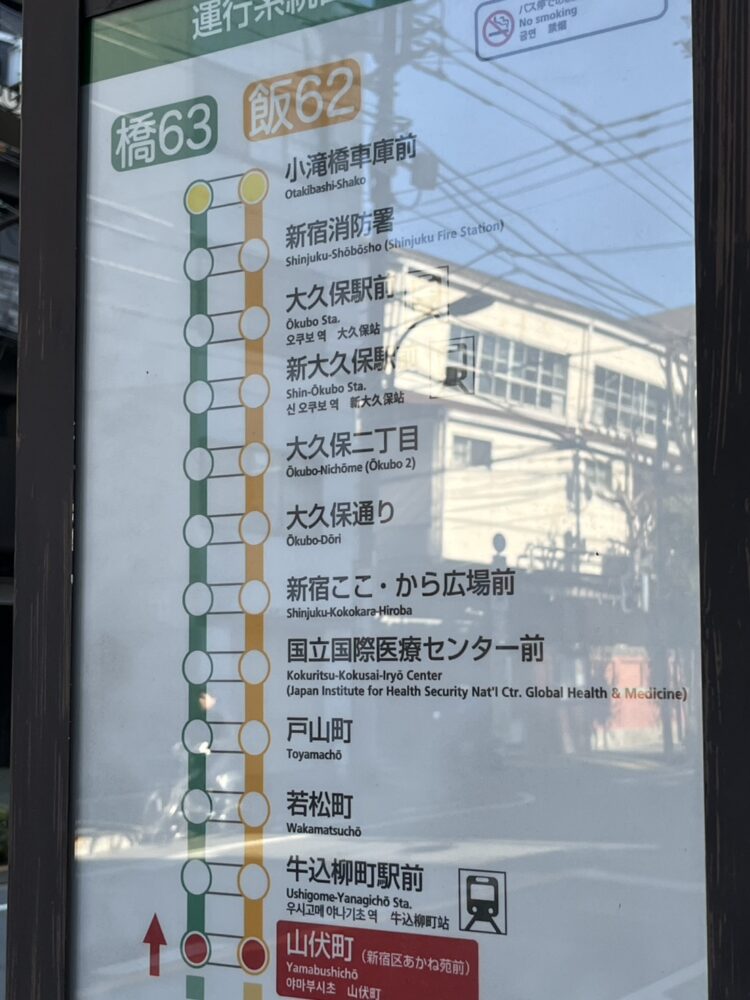 運行系統
バス停での
No smoking
금연 禁烟
橋63
飯62
小滝橋車庫前
Otakibashi-Shako
新宿消防署
Shinjuku-Shōbōsho (Shinjuku Fire Station)
大久保駅前
Ōkubo Sta.
오쿠보 역 大久保站
新大久保駅前
Shin-Ōkubo Sta.
신 오쿠보 역 新大久保站
大久保二丁目
Ōkubo-Nichōme (Ōkubo 2)
大久保通り
Ōkubo-Dōri
新宿ここ・から広場前
Shinjuku-Kokokara-Hiroba
国立国際医療センター前
Kokuritsu-Kokusai-Iryō Center
(Japan Institute for Health Security Nat'l Ctr. Global Health & Medicine)
戸山町
Toyamachō
若松町
Wakamatsuchō
牛込柳町駅前
Ushigome-Yanagichō Sta.
우시고메 야나기초 역 牛込柳町站
山伏町(新宿区あかね苑前)
Yamabushichō
야마부시초 山伏町